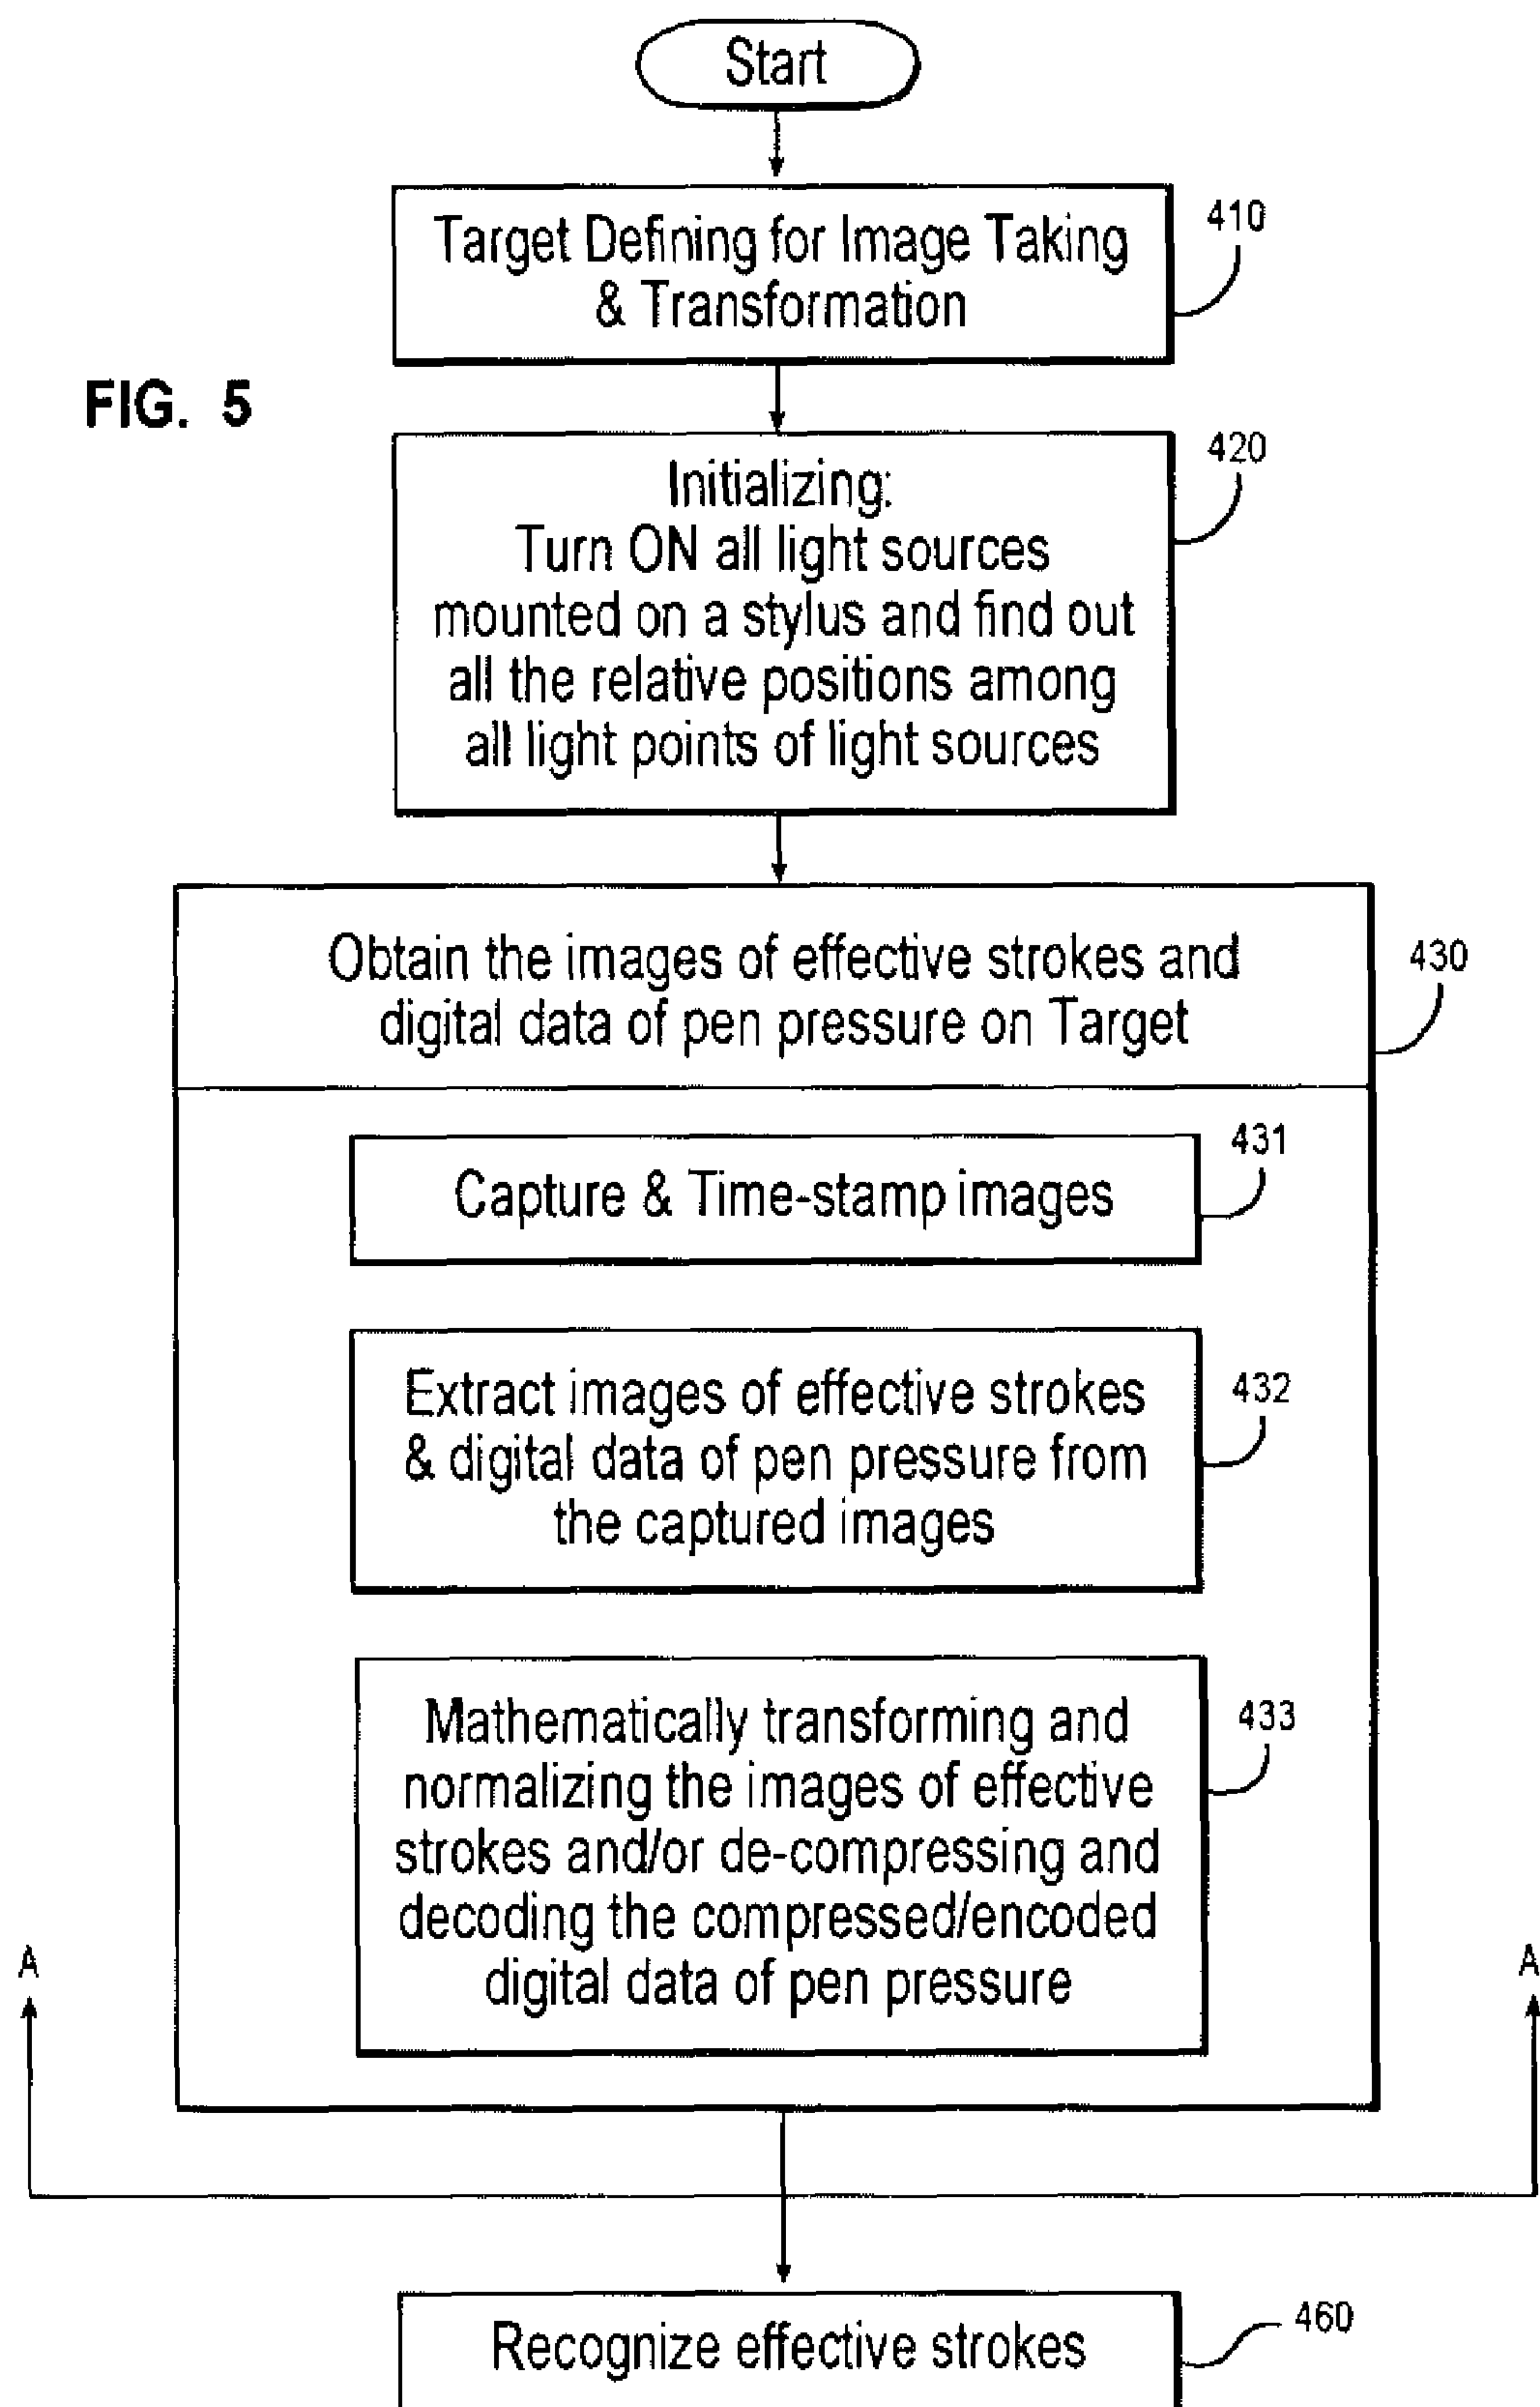 Start
Target Defining for Image Taking
& Transformation
410
FIG. 5
Initializing:
Turn ON all light sources
mounted on a stylus and find out
all the relative positions among
all light points of light sources
420
Obtain the images of effective strokes and
digital data of pen pressure on Target
430
Capture & Time-stamp images
431
Extract images of effective strokes
& digital data of pen pressure from
the captured images
432
Mathematically transforming and
normalizing the images of effective
strokes and/or de-compressing and
decoding the compressed/encoded
digital data of pen pressure
433
A
A
Recognize effective strokes
460